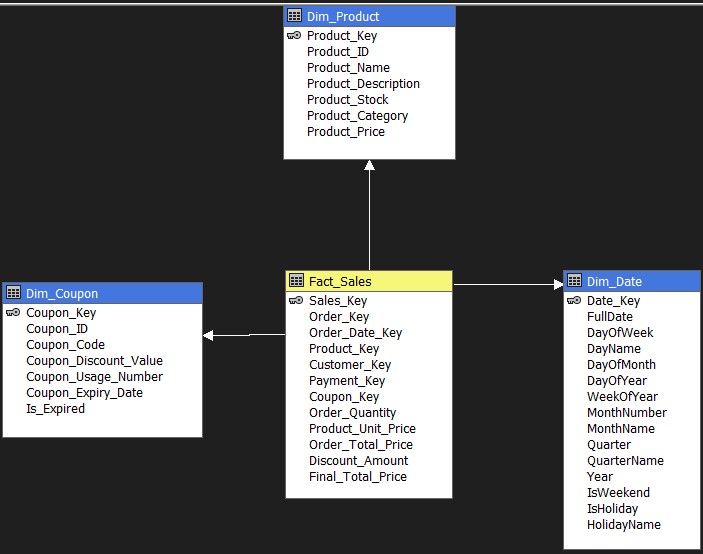 Dim_Product
Product_Key
Product_ID
Product_Name
Product_Description
Product_Stock
Product_Category
Product_Price
Dim_Coupon
Coupon_Key
Coupon_ID
Coupon_Code
Coupon_Discount_Value
Coupon_Usage_Number
Coupon_Expiry_Date
Is_Expired
Fact_Sales
Sales_Key
Order_Key
Order_Date_Key
Product_Key
Customer_Key
Payment_Key
Coupon_Key
Order_Quantity
Product_Unit_Price
Order_Total_Price
Discount_Amount
Final_Total_Price
Dim_Date
Date_Key
FullDate
DayOfWeek
DayName
DayOfMonth
DayOfYear
WeekOfYear
MonthNumber
MonthName
Quarter
QuarterName
Year
IsWeekend
IsHoliday
HolidayName